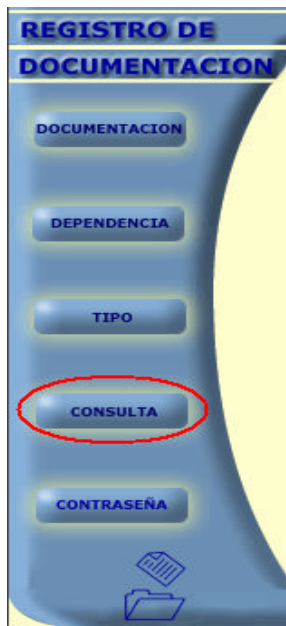 REGISTRO DE
DOCUMENTACION
DOCUMENTACION
DEPENDENCIA
TIPO
CONSULTA
CONTRASEÑA